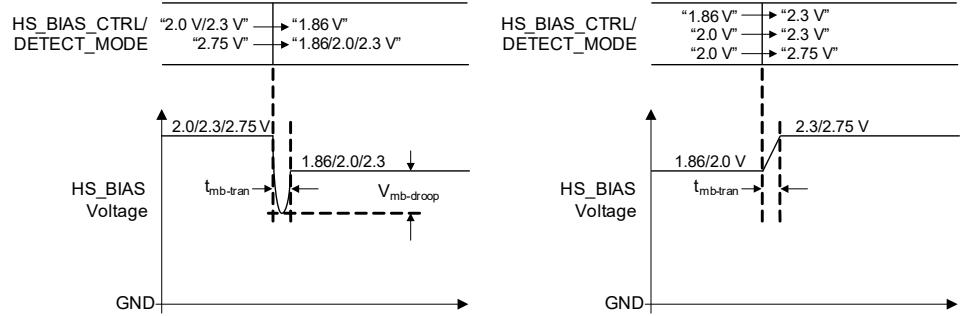 HS_BIAS_CTRL/
DETECT_MODE
“2.0 V/2.3 V” “1.86 V”
“2.75 V” “1.86/2.0/2.3 V”
2.0/2.3/2.75 V
1.86/2.0/2.3
tmb-tran
Vmb-droop
HS_BIAS
Voltage
GND
HS_BIAS_CTRL/
DETECT_MODE
“1.86 V” “2.3 V”
“2.0 V” “2.3 V”
“2.0 V” “2.75 V”
2.3/2.75 V
1.86/2.0 V
tmb-tran
HS_BIAS
Voltage
GND